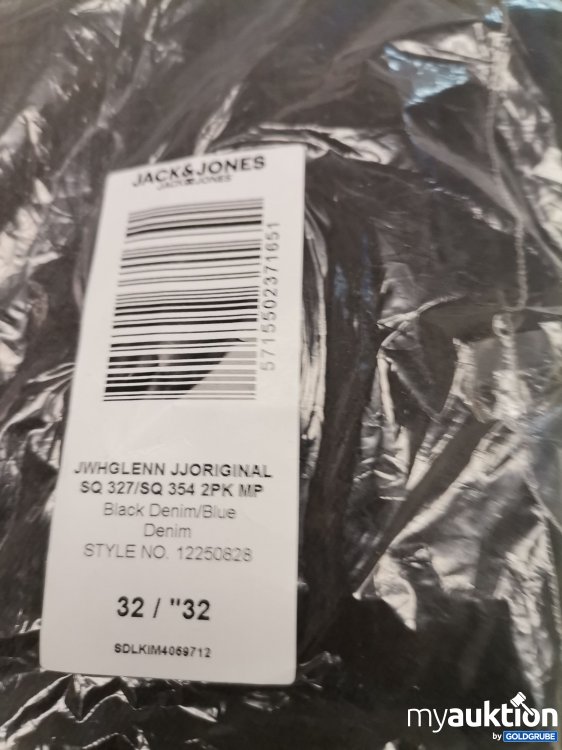 JACK&JONES
JACK & JONES
5715502371651
JWHGLENN JJORIGINAL
SQ 327/SQ 354 2PK MP
Black Denim/Blue
Denim
STYLE NO. 12250828
32 / "32
SDLKIM4069712
myauktion
by GOLDGRUBE